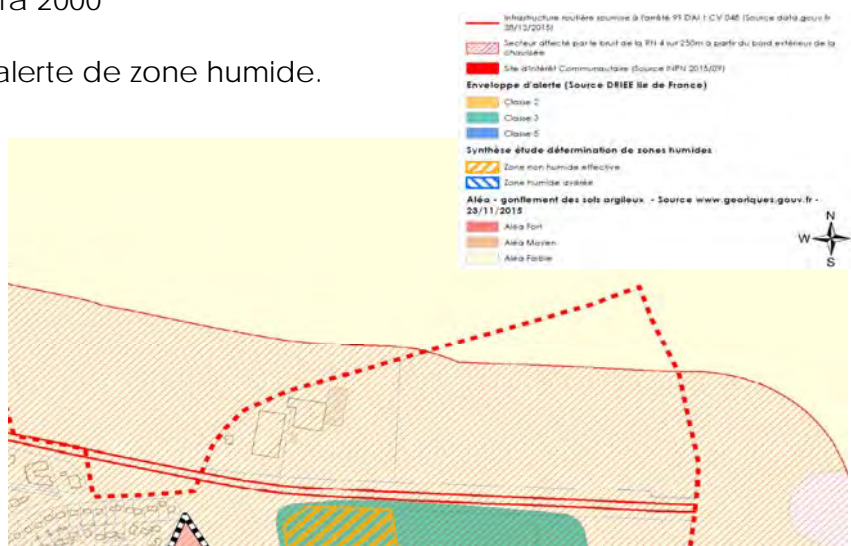 ra 2000
alerte de zone humide.
Infrastructure routière soumise à l'arrêté 99 DAI 1 CV 048 (Source data.gouv.fr
28/12/2015)
Secteur affecté par le bruit de la RN 4 sur 250m à partir du bord extérieur de la
chaussée
Site d'Intérêt Communautaire (Source INPN 2015/09)
Enveloppe d'alerte (Source DRIEE Ile de France)
Classe 2
Classe 3
Classe 5
Synthèse étude détermination de zones humides
Zone non humide effective
Zone humide avérée
Aléa - gonflement des sols argileux - Source www.georiques.gouv.fr -
23/11/2015
Aléa Fort
Aléa Moyen
Aléa Faible
N
W
S